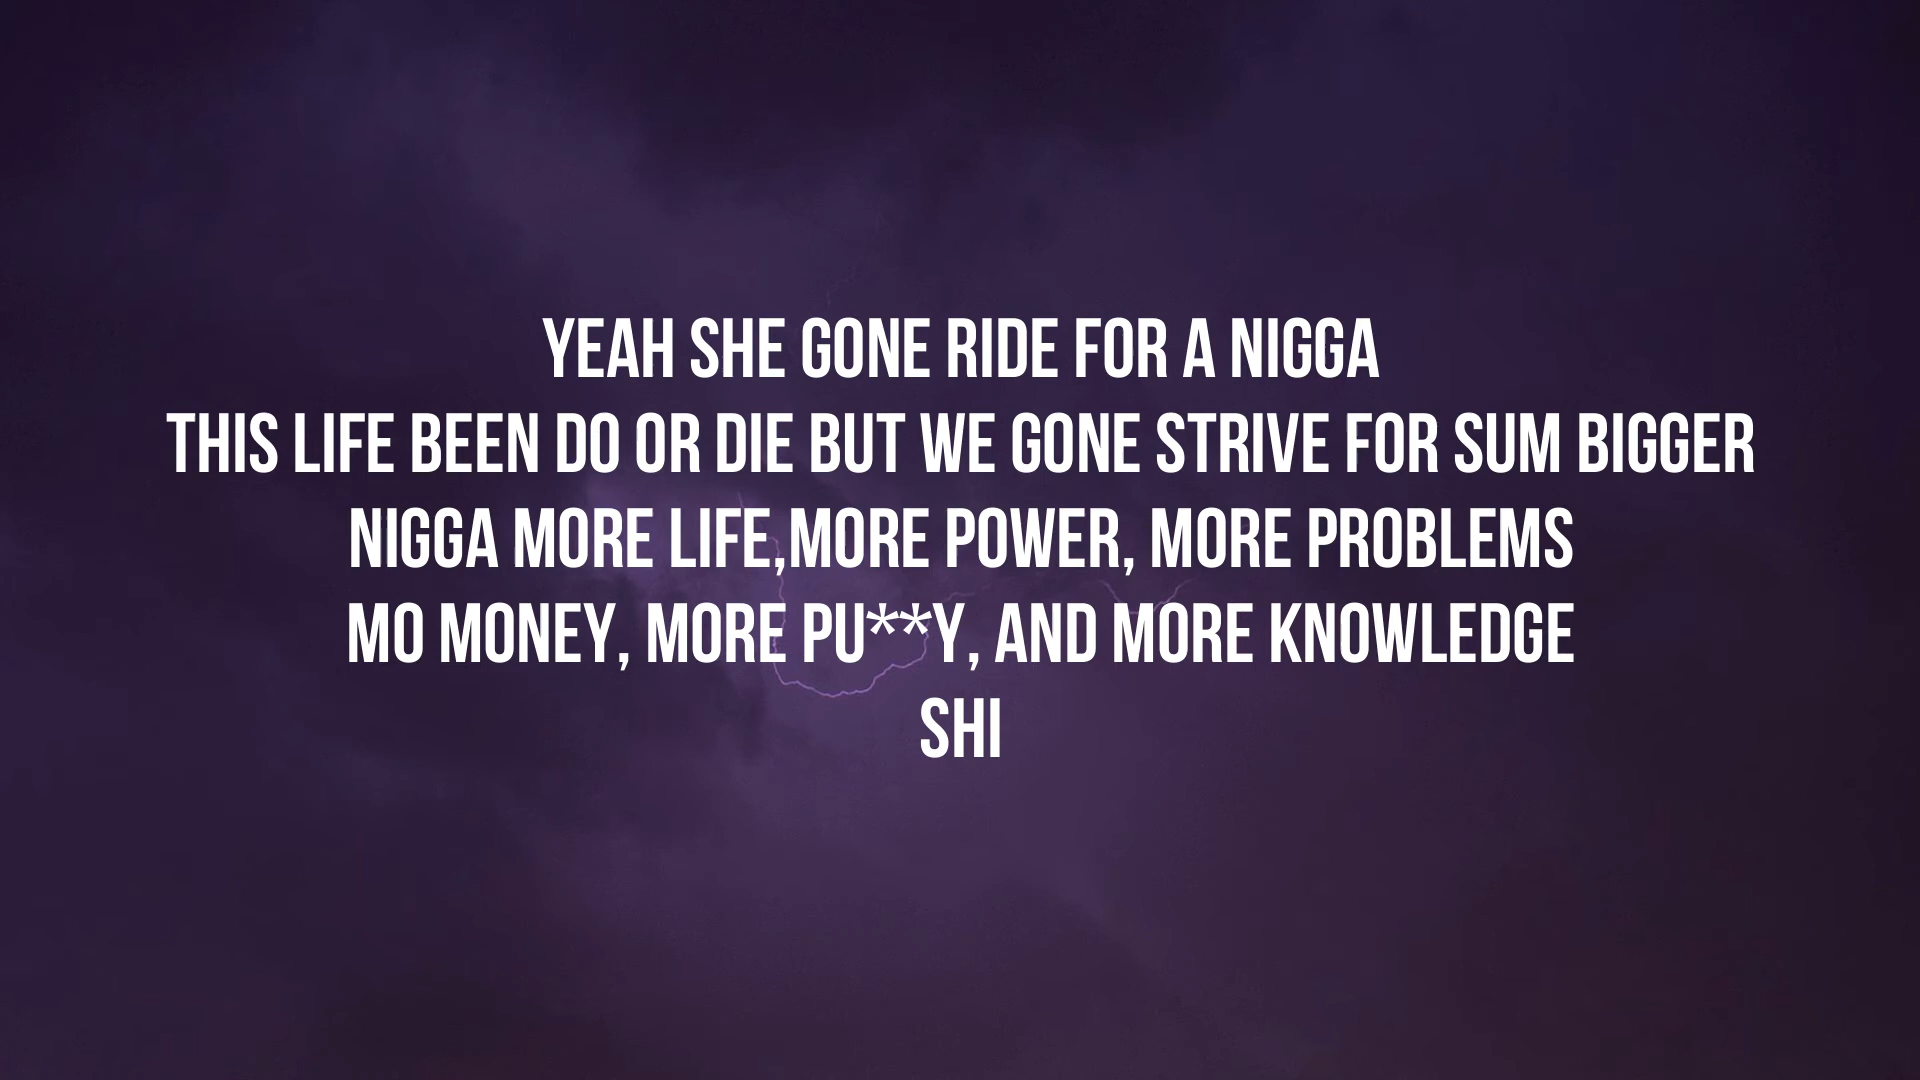 YEAH SHE GONE RIDE FOR A NIGGA
THIS LIFE BEEN DO OR DIE BUT WE GONE STRIVE FOR SUM BIGGER
NIGGA MORE LIFE,MORE POWER, MORE PROBLEMS
MO MONEY, MORE PU**Y, AND MORE KNOWLEDGE
SHI